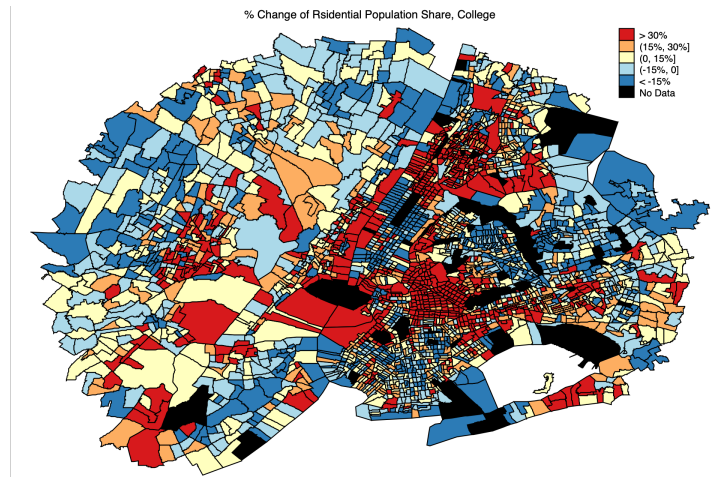 % Change of Rsidential Population Share, College
> 30%
(15%, 30%]
(0, 15%]
(-15%, 0]
< -15%
No Data